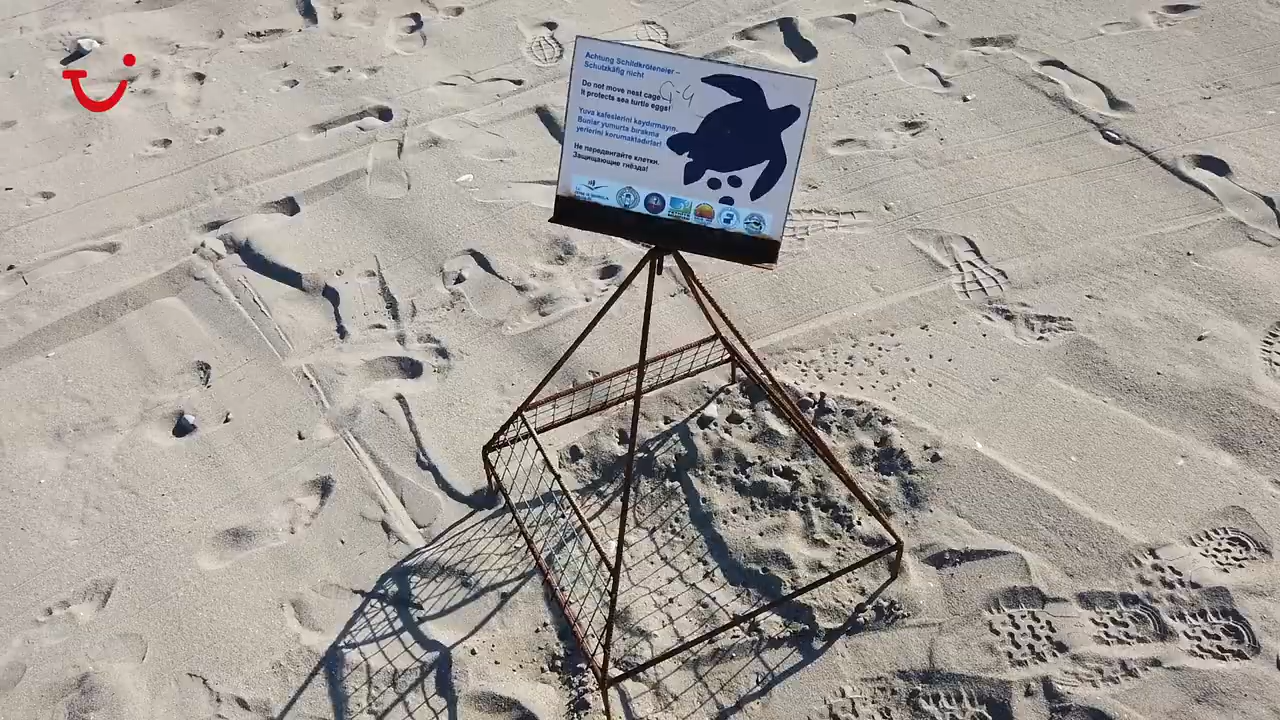 Achtung Schildkröteneier –
Schutzkäfig nicht
Do not move nest cage
It protects sea turtle eggs!
G-4
Yuva kafeslerini kaydırmayın.
Bunlar yumurta bırakma
yerlerini korumaktadırlar!
Не передвигайте клетки.
Защищающие гнёзда!